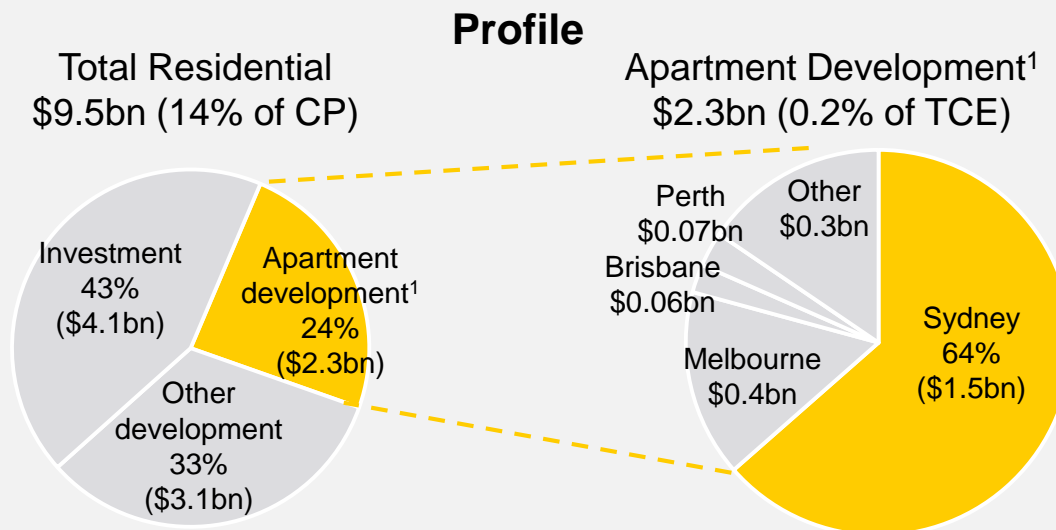 Profile
Total Residential
$9.5bn (14% of CP)
Investment
43%
($4.1bn)
Apartment
development¹
24%
($2.3bn)
Other
development
33%
($3.1bn)
Apartment Development¹
$2.3bn (0.2% of TCE)
Perth
$0.07bn
Other
$0.3bn
Brisbane
$0.06bn
Melbourne
$0.4bn
Sydney
64%
($1.5bn)